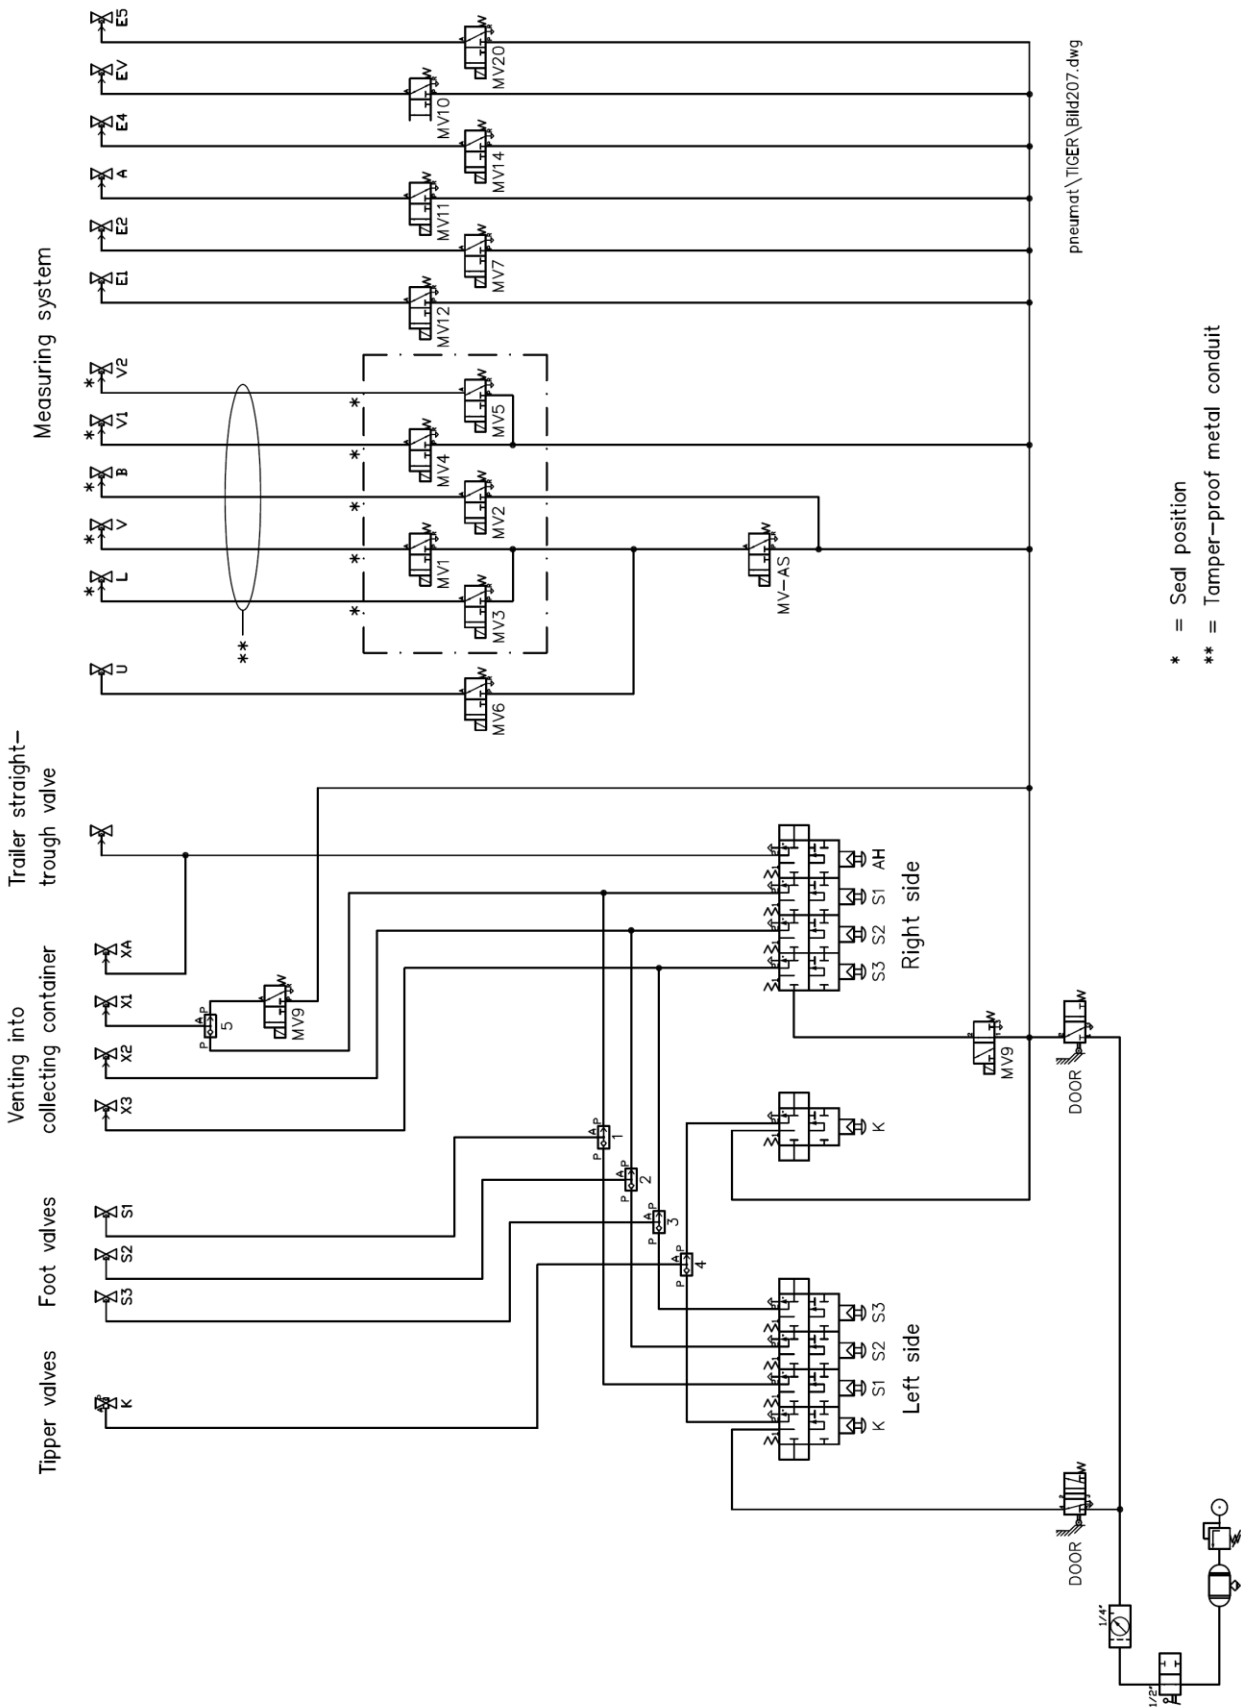 Tipper valves
Foot valves
Venting into
collecting container
Trailer straight-
trough valve
Measuring system
K
S3
S2
S1
X3
X2
X1
XA
U
* L
* V
* B
* V1
* V2
E1
E2
A
E4
EV
E5
**
P A P
5
MV9
* * * * *
MV6
MV3
MV1
MV2
MV4
MV5
MV12
MV7
MV11
MV14
MV10
MV20
MV-AS
P A P
1
P A P
2
P A P
3
P A P
4
K S1 S2 S3
Left side
K
S3 S2 S1 AH
Right side
MV9
DOOR
DOOR
1/4"
1/2"
pneumat\TIGER\Bild207.dwg
* = Seal position
** = Tamper-proof metal conduit